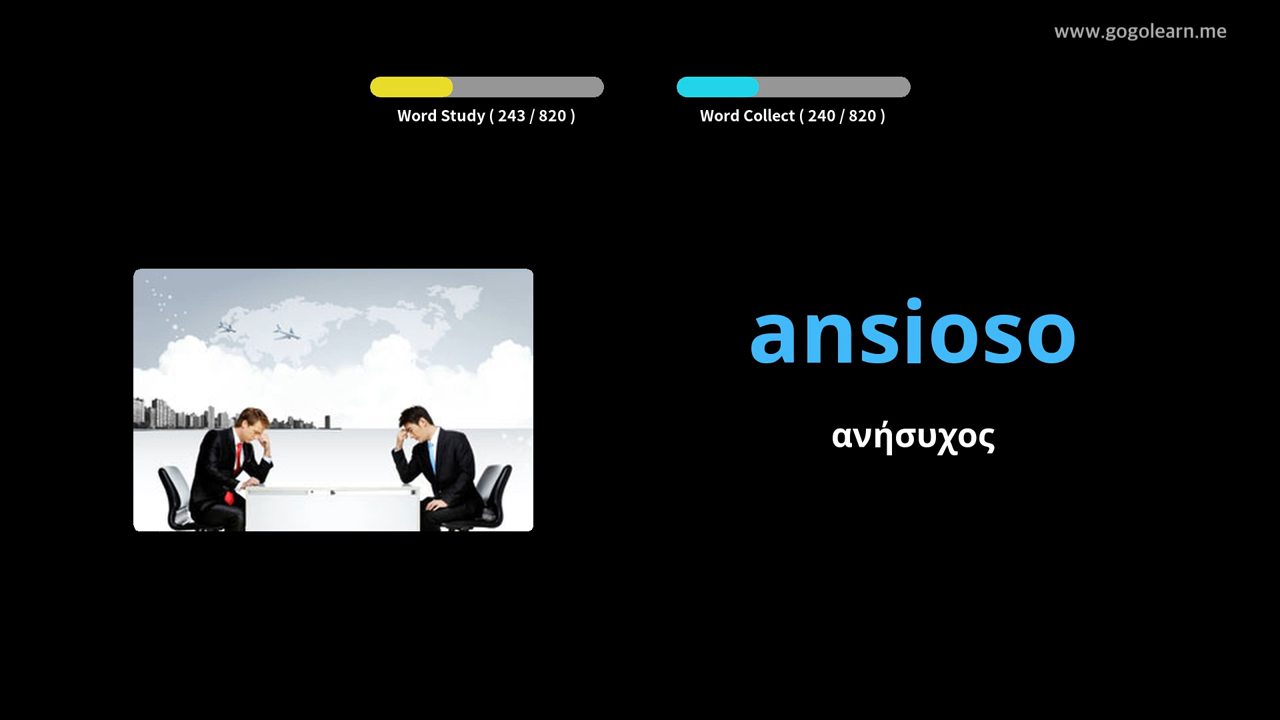 www.gogolearn.me
Word Study ( 243 / 820 )
Word Collect ( 240 / 820 )
ansioso
ανήσυχος